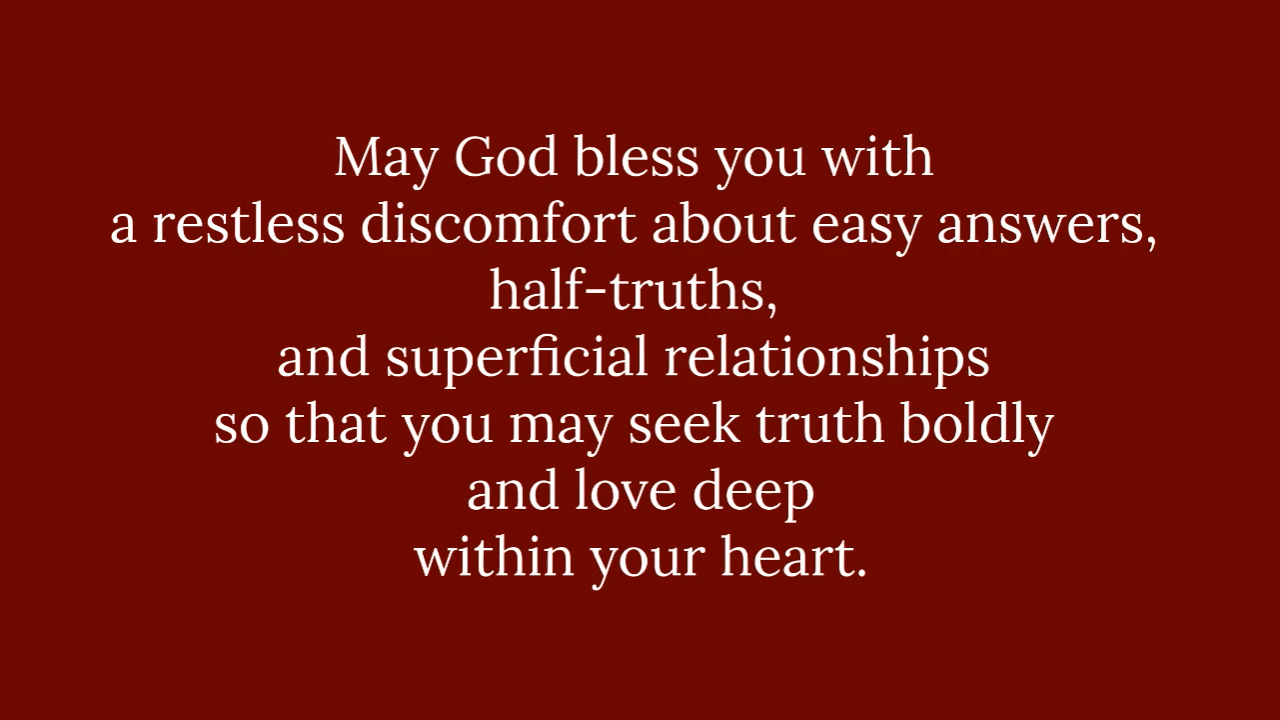 May God bless you with
a restless discomfort about easy answers,
half-truths,
and superficial relationships
so that you may seek truth boldly
and love deep
within your heart.